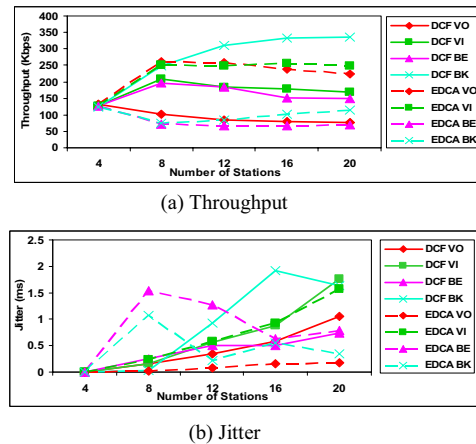 400
350
300
250
200
150
100
50
0
Throughput (Kbps)
4 8 12 16 20
Number of Stations
DCF VO
DCF VI
DCF BE
DCF BK
EDCA VO
EDCA VI
EDCA BE
EDCA BK
(a) Throughput
2.5
2
1.5
1
0.5
0
Jitter (ms)
4 8 12 16 20
Number of Stations
DCF VO
DCF VI
DCF BE
DCF BK
EDCA VO
EDCA VI
EDCA BE
EDCA BK
(b) Jitter